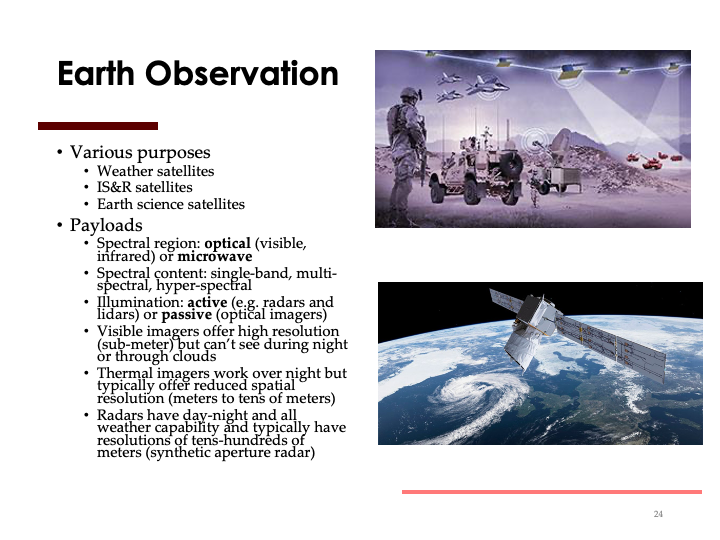 Earth Observation
• Various purposes
• Weather satellites
• IS&R satellites
• Earth science satellites
• Payloads
• Spectral region: optical (visible,
infrared) or microwave
• Spectral content: single-band, multi-
spectral, hyper-spectral
• Illumination: active (e.g. radars and
lidars) or passive (optical imagers)
• Visible imagers offer high resolution
(sub-meter) but can’t see during night
or through clouds
• Thermal imagers work over night but
typically offer reduced spatial
resolution (meters to tens of meters)
• Radars have day-night and all
weather capability and typically have
resolutions of tens-hundreds of
meters (synthetic aperture radar)
24